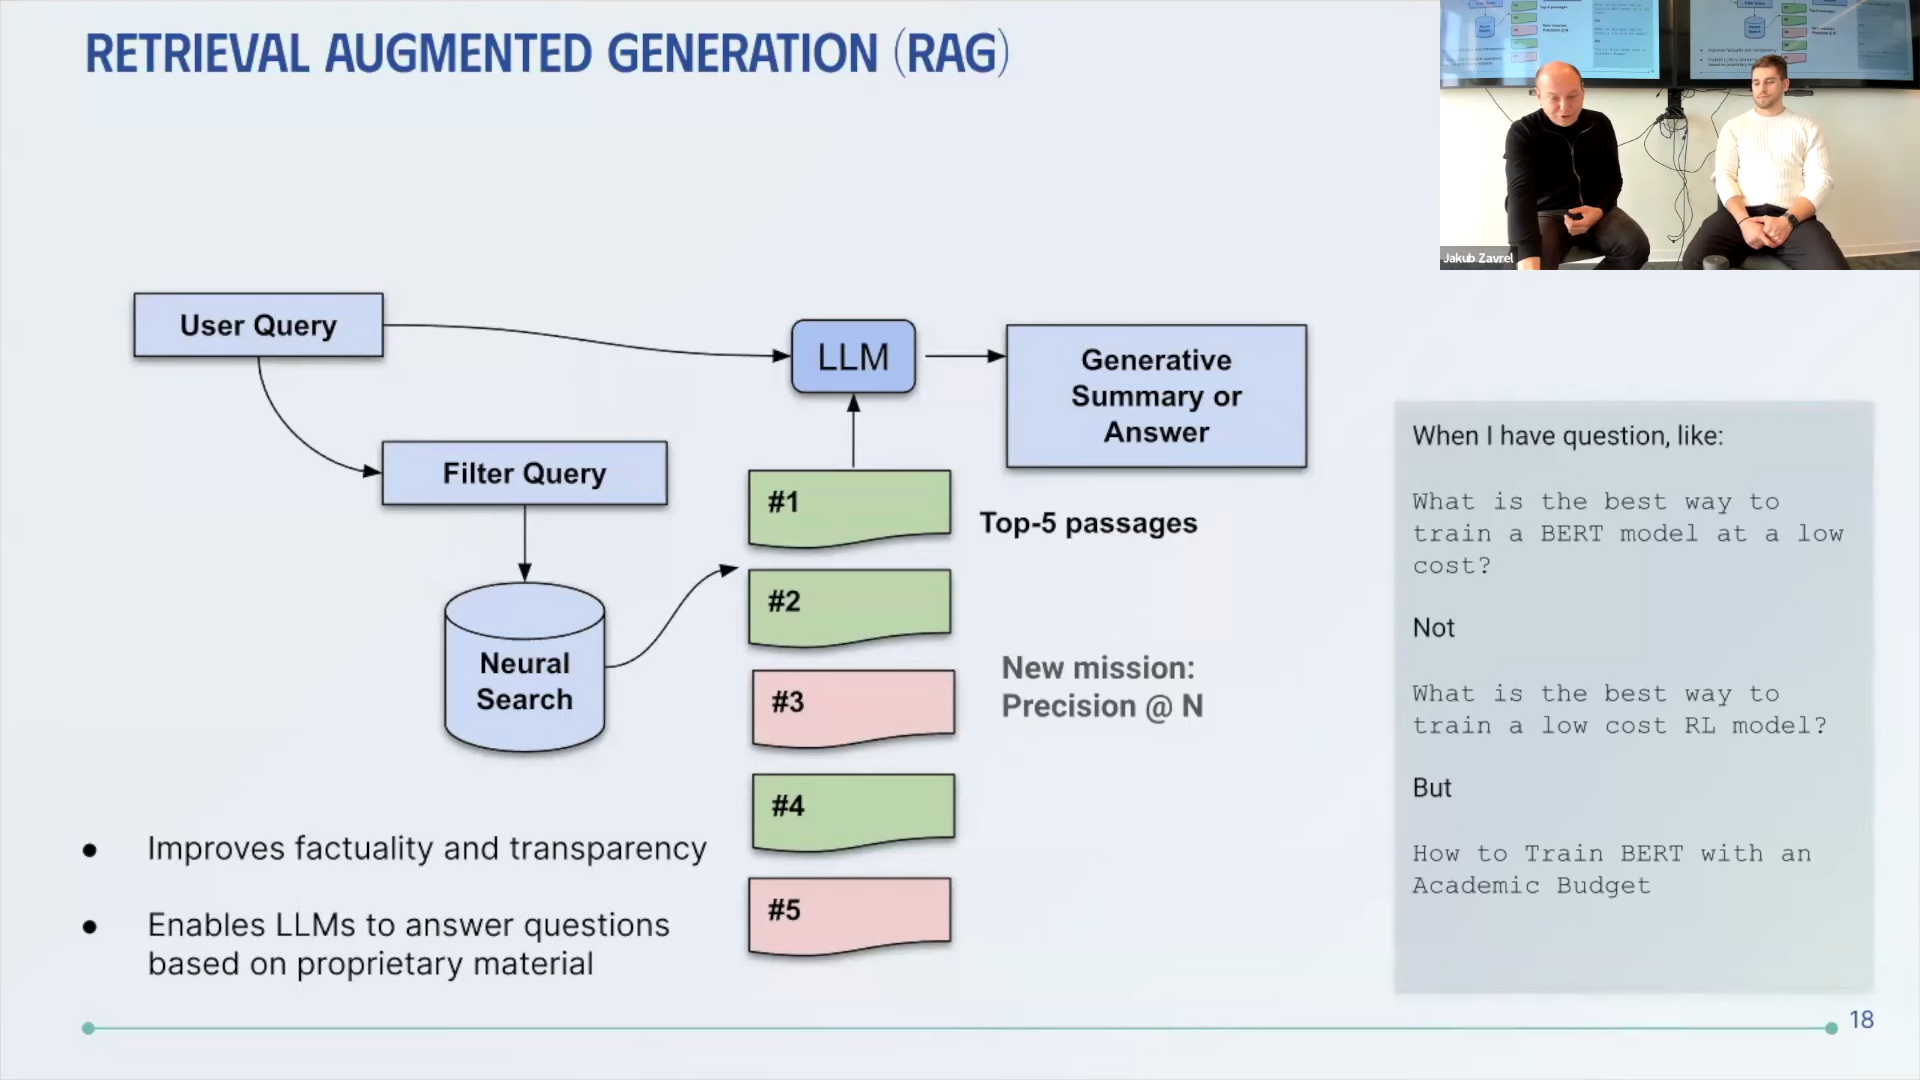 RETRIEVAL AUGMENTED GENERATION (RAG)
User Query
LLM
Generative
Summary or
Answer
Filter Query
Neural
Search
#1
Top-5 passages
#2
#3
New mission:
Precision @ N
#4
#5
Improves factuality and transparency
Enables LLMs to answer questions
based on proprietary material
When I have question, like:
What is the best way to
train a BERT model at a low
cost?
Not
What is the best way to
train a low cost RL model?
But
How to Train BERT with an
Academic Budget
18
Jakub Zavrel